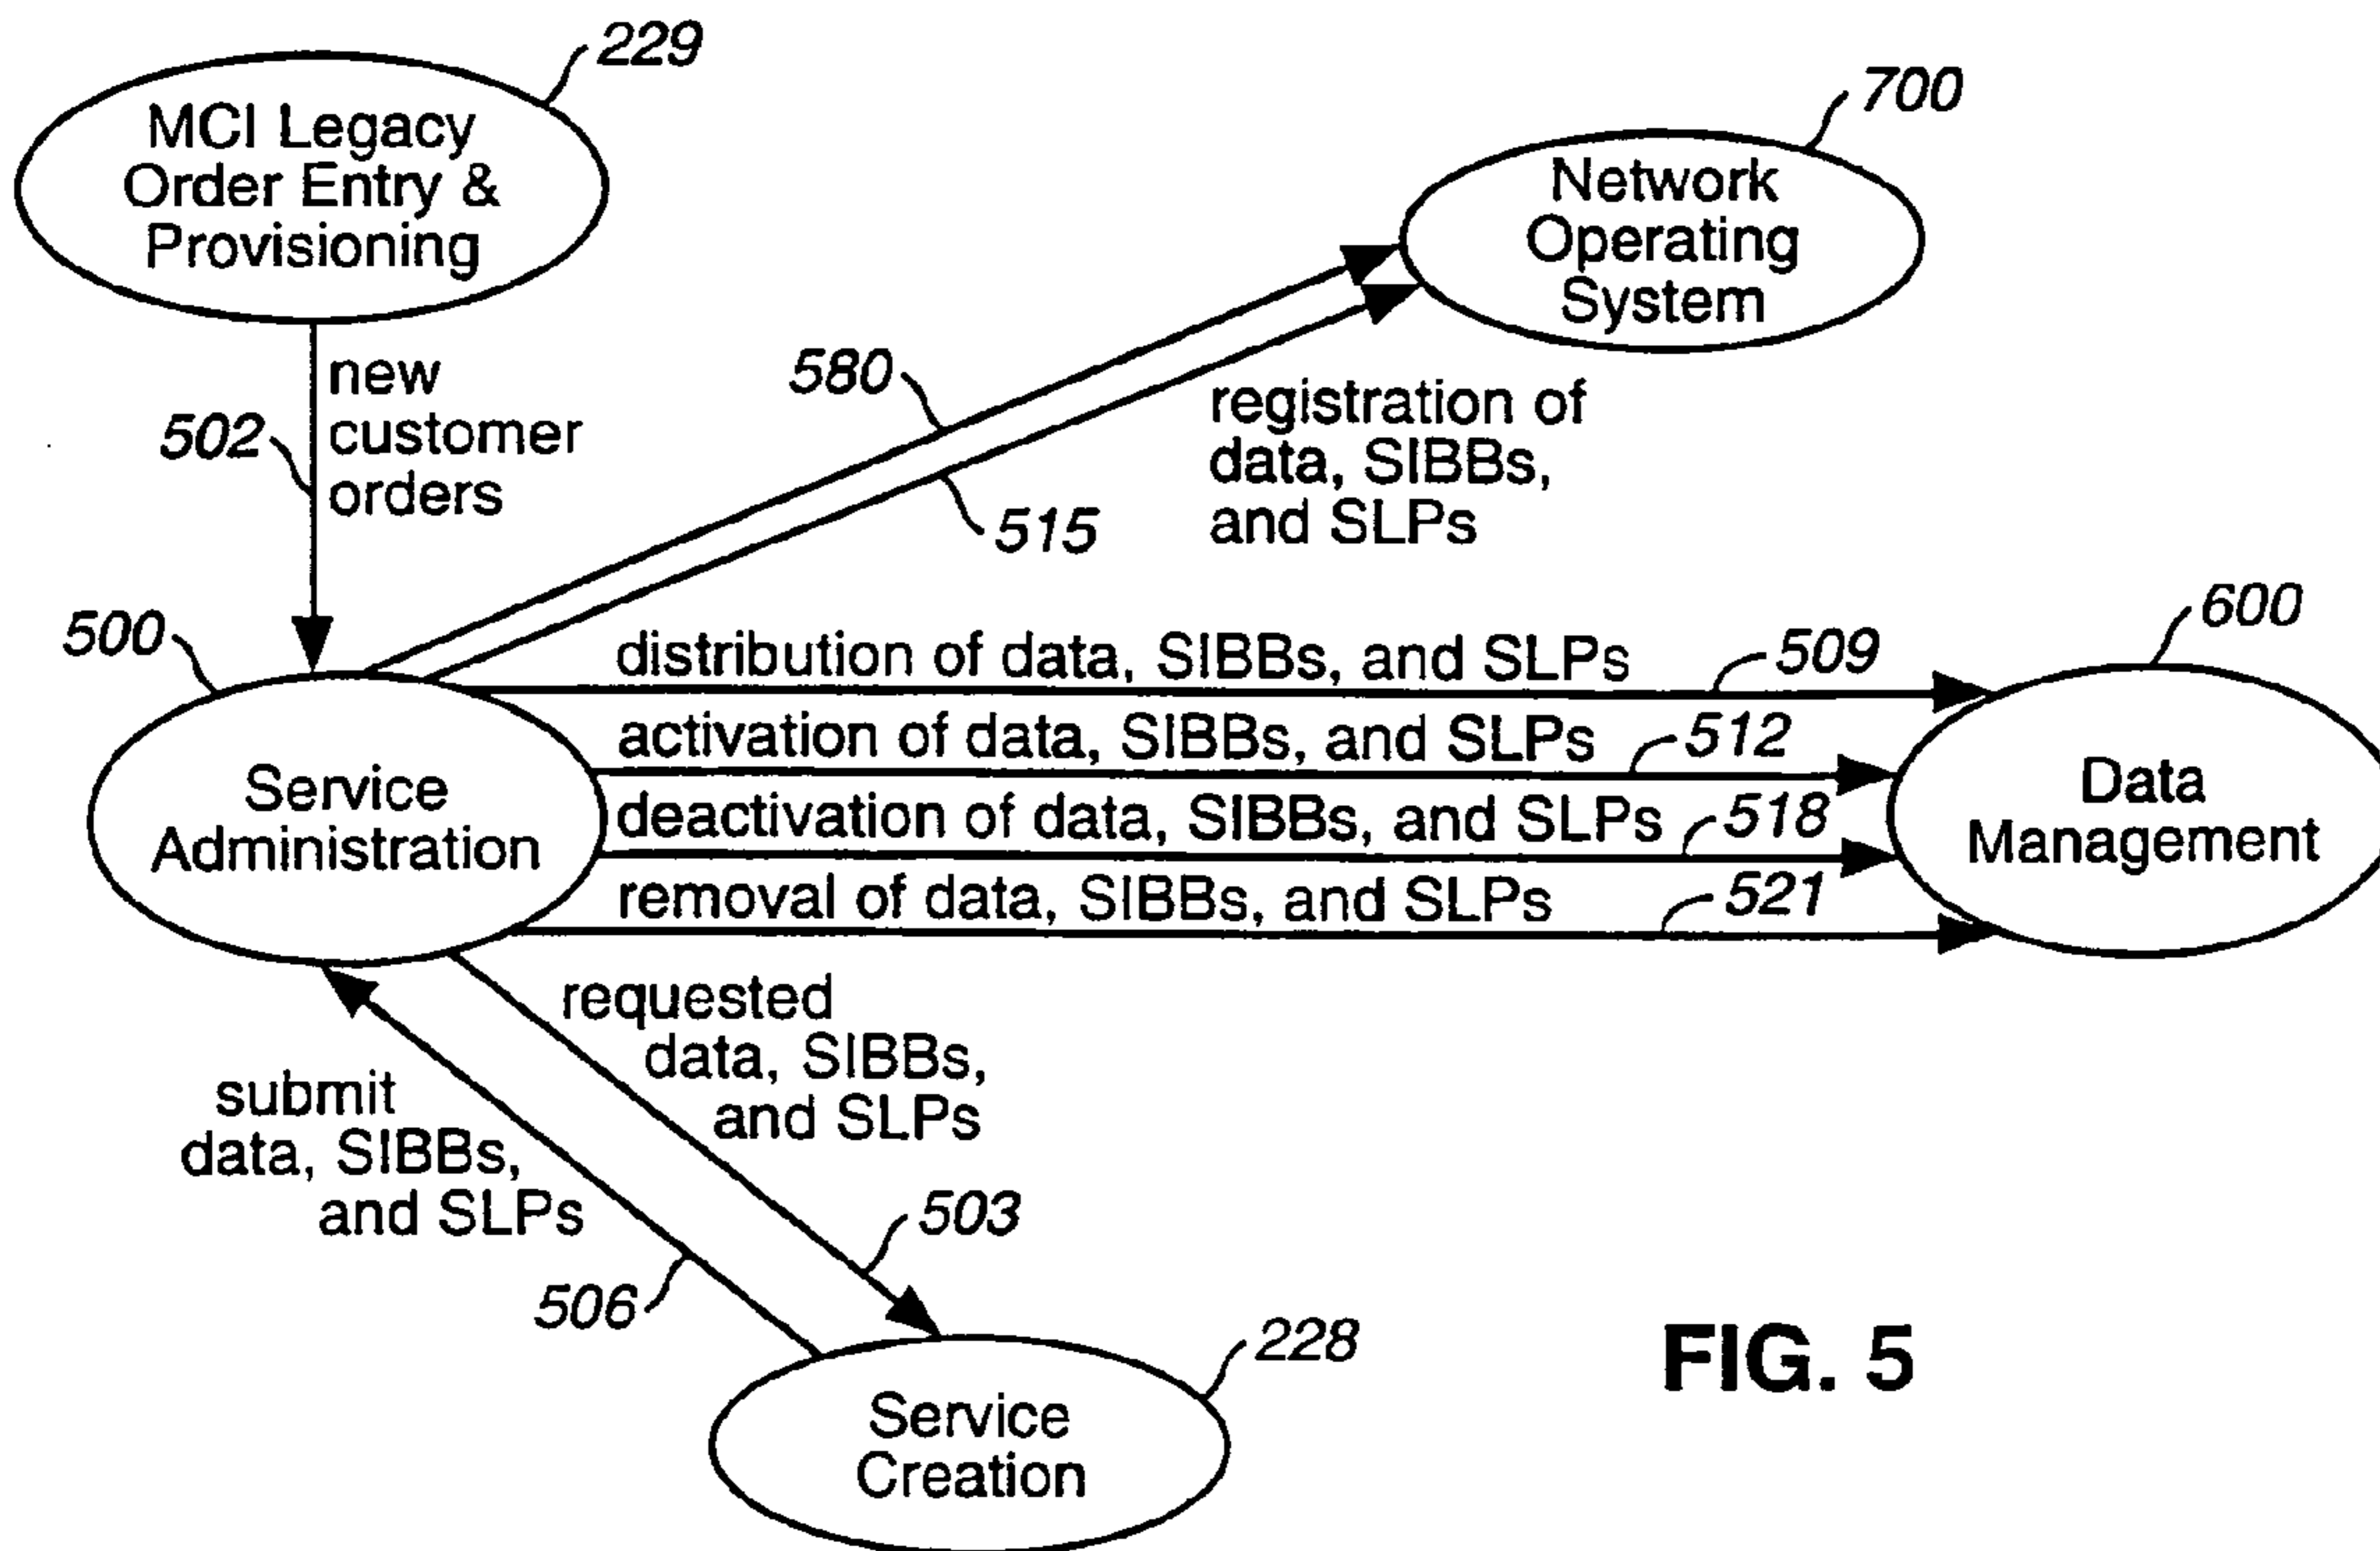 229
MCI Legacy
Order Entry &
Provisioning
700
Network
Operating
System
new
customer
orders
502
580
515
registration of
data, SIBBs,
and SLPs
500
Service
Administration
distribution of data, SIBBs, and SLPs
509
activation of data, SIBBs, and SLPs
512
deactivation of data, SIBBs, and SLPs
518
removal of data, SIBBs, and SLPs
521
600
Data
Management
requested
data, SIBBs,
and SLPs
503
submit
data, SIBBs,
and SLPs
506
228
Service
Creation
FIG. 5